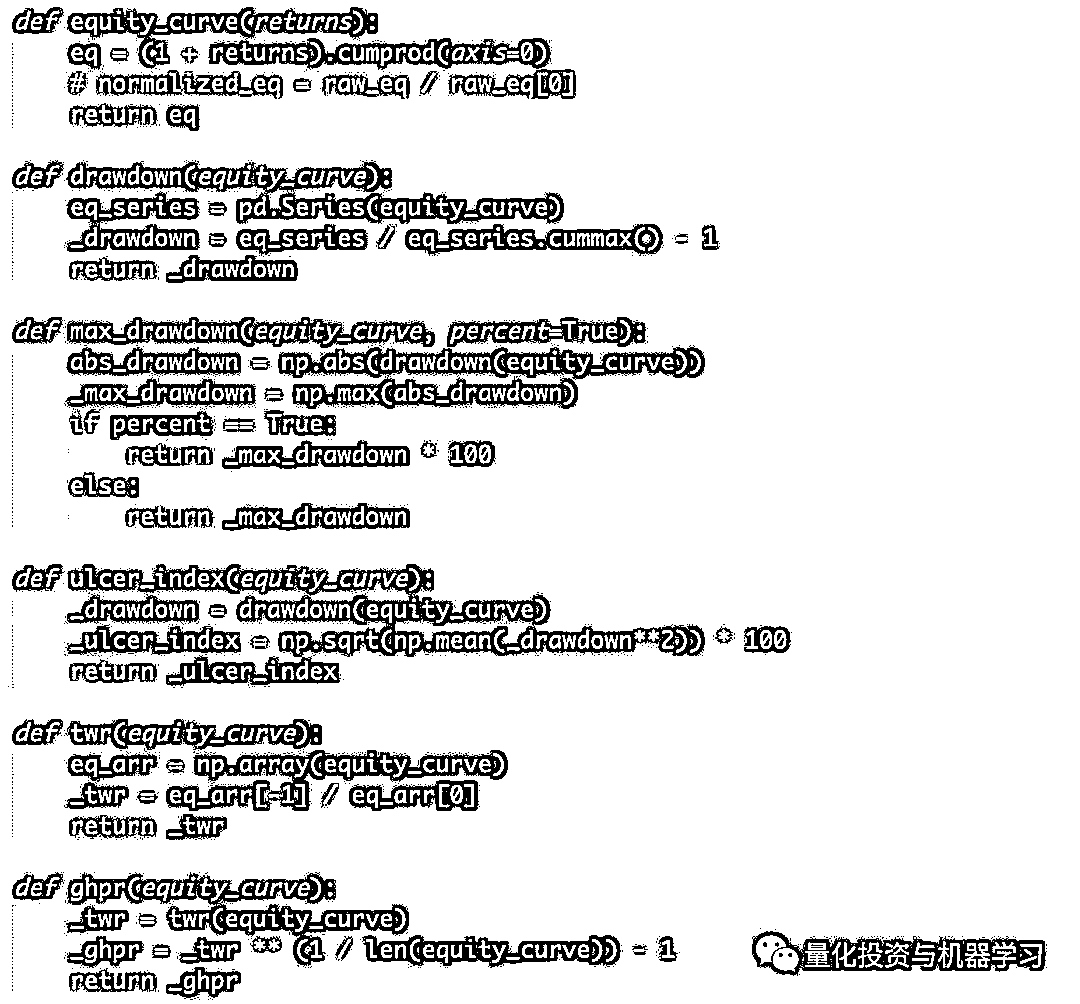 def equity_curve(returns):
    eq = (1 + returns).cumprod(axis=0)
    # normalized_eq = raw_eq / raw_eq[0]
    return eq

def drawdown(equity_curve):
    eq_series = pd.Series(equity_curve)
    _drawdown = eq_series / eq_series.cummax() - 1
    return _drawdown

def max_drawdown(equity_curve, percent=True):
    abs_drawdown = np.abs(drawdown(equity_curve))
    _max_drawdown = np.max(abs_drawdown)
    if percent == True:
        return _max_drawdown * 100
    else:
        return _max_drawdown

def ulcer_index(equity_curve):
    _drawdown = drawdown(equity_curve)
    _ulcer_index = np.sqrt(np.mean(_drawdown**2)) * 100
    return _ulcer_index

def twr(equity_curve):
    eq_arr = np.array(equity_curve)
    _twr = eq_arr[-1] / eq_arr[0]
    return _twr

def ghpr(equity_curve):
    _twr = twr(equity_curve)
    _ghpr = _twr ** (1 / len(equity_curve)) - 1
    return _ghpr
量化投资与机器学习